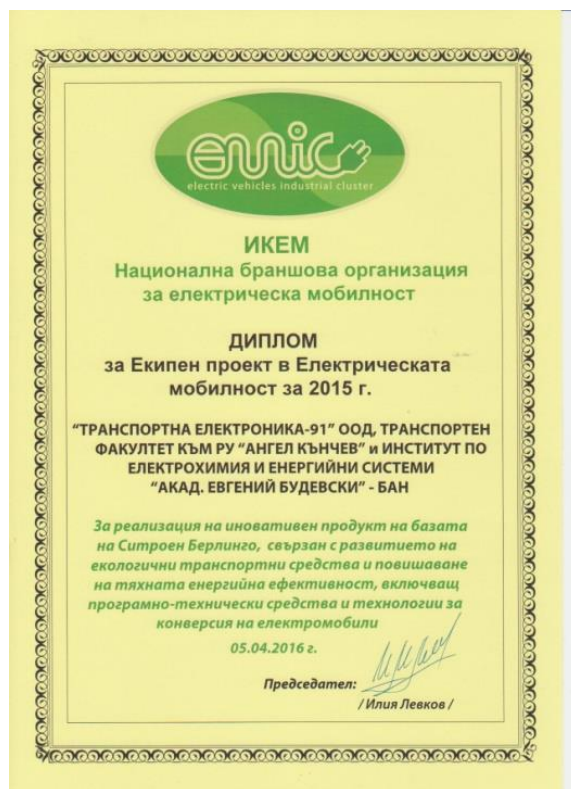 emic
electric vehicles industrial cluster
ИКЕМ
Национална браншова организация
за електрическа мобилност
ДИПЛОМ
за Екипен проект в Електрическата
мобилност за 2015 г.
“ТРАНСПОРТНА ЕЛЕКТРОНИКА-91” ООД, ТРАНСПОРТЕН
ФАКУЛТЕТ КЪМ РУ “АНГЕЛ КЪНЧЕВ” и ИНСТИТУТ ПО
ЕЛЕКТРОХИМИЯ И ЕНЕРГИЙНИ СИСТЕМИ
“АКАД. ЕВГЕНИЙ БУДЕВСКИ” - БАН
За реализация на иновативен продукт на базата
на Ситроен Берлинго, свързан с развитието на
екологични транспортни средства и повишаване
на тяхната енергийна ефективност, включващ
програмно-технически средства и технологии за
конверсия на електромобили
05.04.2016 г.
Председател:
/ Илия Левков /